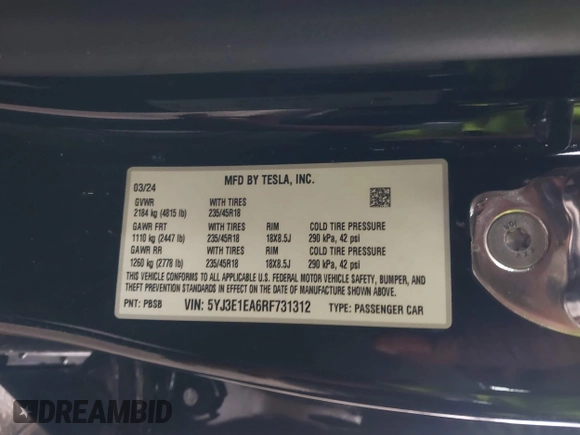 MFD BY TESLA, INC.
03/24
GVWR WITH TIRES
2184 kg (4815 lb) 235/45R18
GAWR FRT WITH TIRES RIM COLD TIRE PRESSURE
1110 kg (2447 lb) 235/45R18 18X8.5J 290 kPa, 42 psi
GAWR RR WITH TIRES RIM COLD TIRE PRESSURE
1260 kg (2778 lb) 235/45R18 18X8.5J 290 kPa, 42 psi
THIS VEHICLE CONFORMS TO ALL APPLICABLE U.S. FEDERAL MOTOR VEHICLE SAFETY, BUMPER, AND
THEFT PREVENTION STANDARDS IN EFFECT ON THE DATE OF MANUFACTURE SHOWN ABOVE.
PNT: PBSB VIN: 5YJ3E1EA6RF731312 TYPE: PASSENGER CAR
DREAMBID